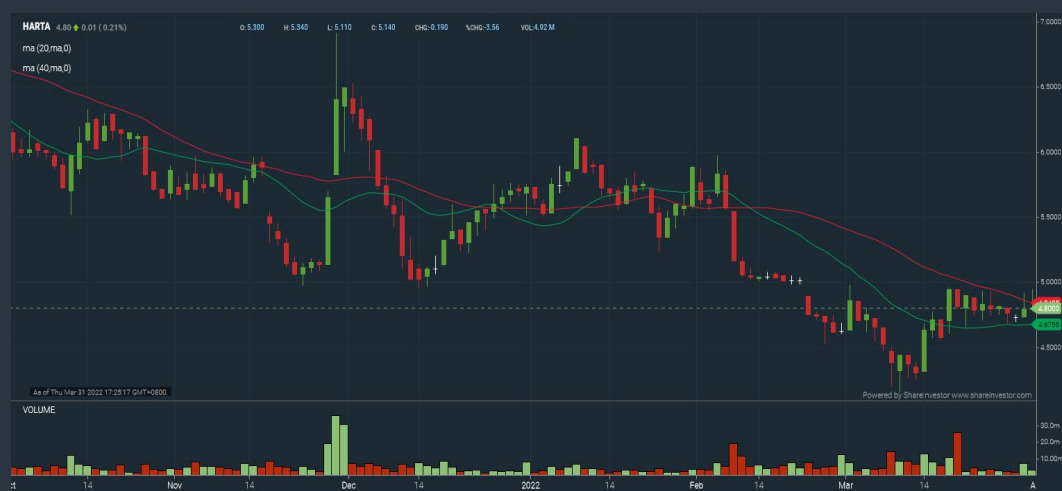 HARTA 4.80 0.01 ( 0.21%) O:5.300 H:5.340 L: 5.110 C: 5.140 CHG:-0.190 %CHG:-3.56 VOL:4.92 M
ma (20,ma,0)
ma (40,ma,0)
7.0000
6.5000
6.0000
5.5000
5.0000
4.8000
4.6755
4.5000
As of Thu Mar 31 2022 17:25:17 GMT+0800.
Powered by ShareInvestor www.shareinvestor.com
VOLUME
30.0m
20.0m
10.00m
14 Nov 14 Dec 14 2022 14 Feb 14 Mar 14 A